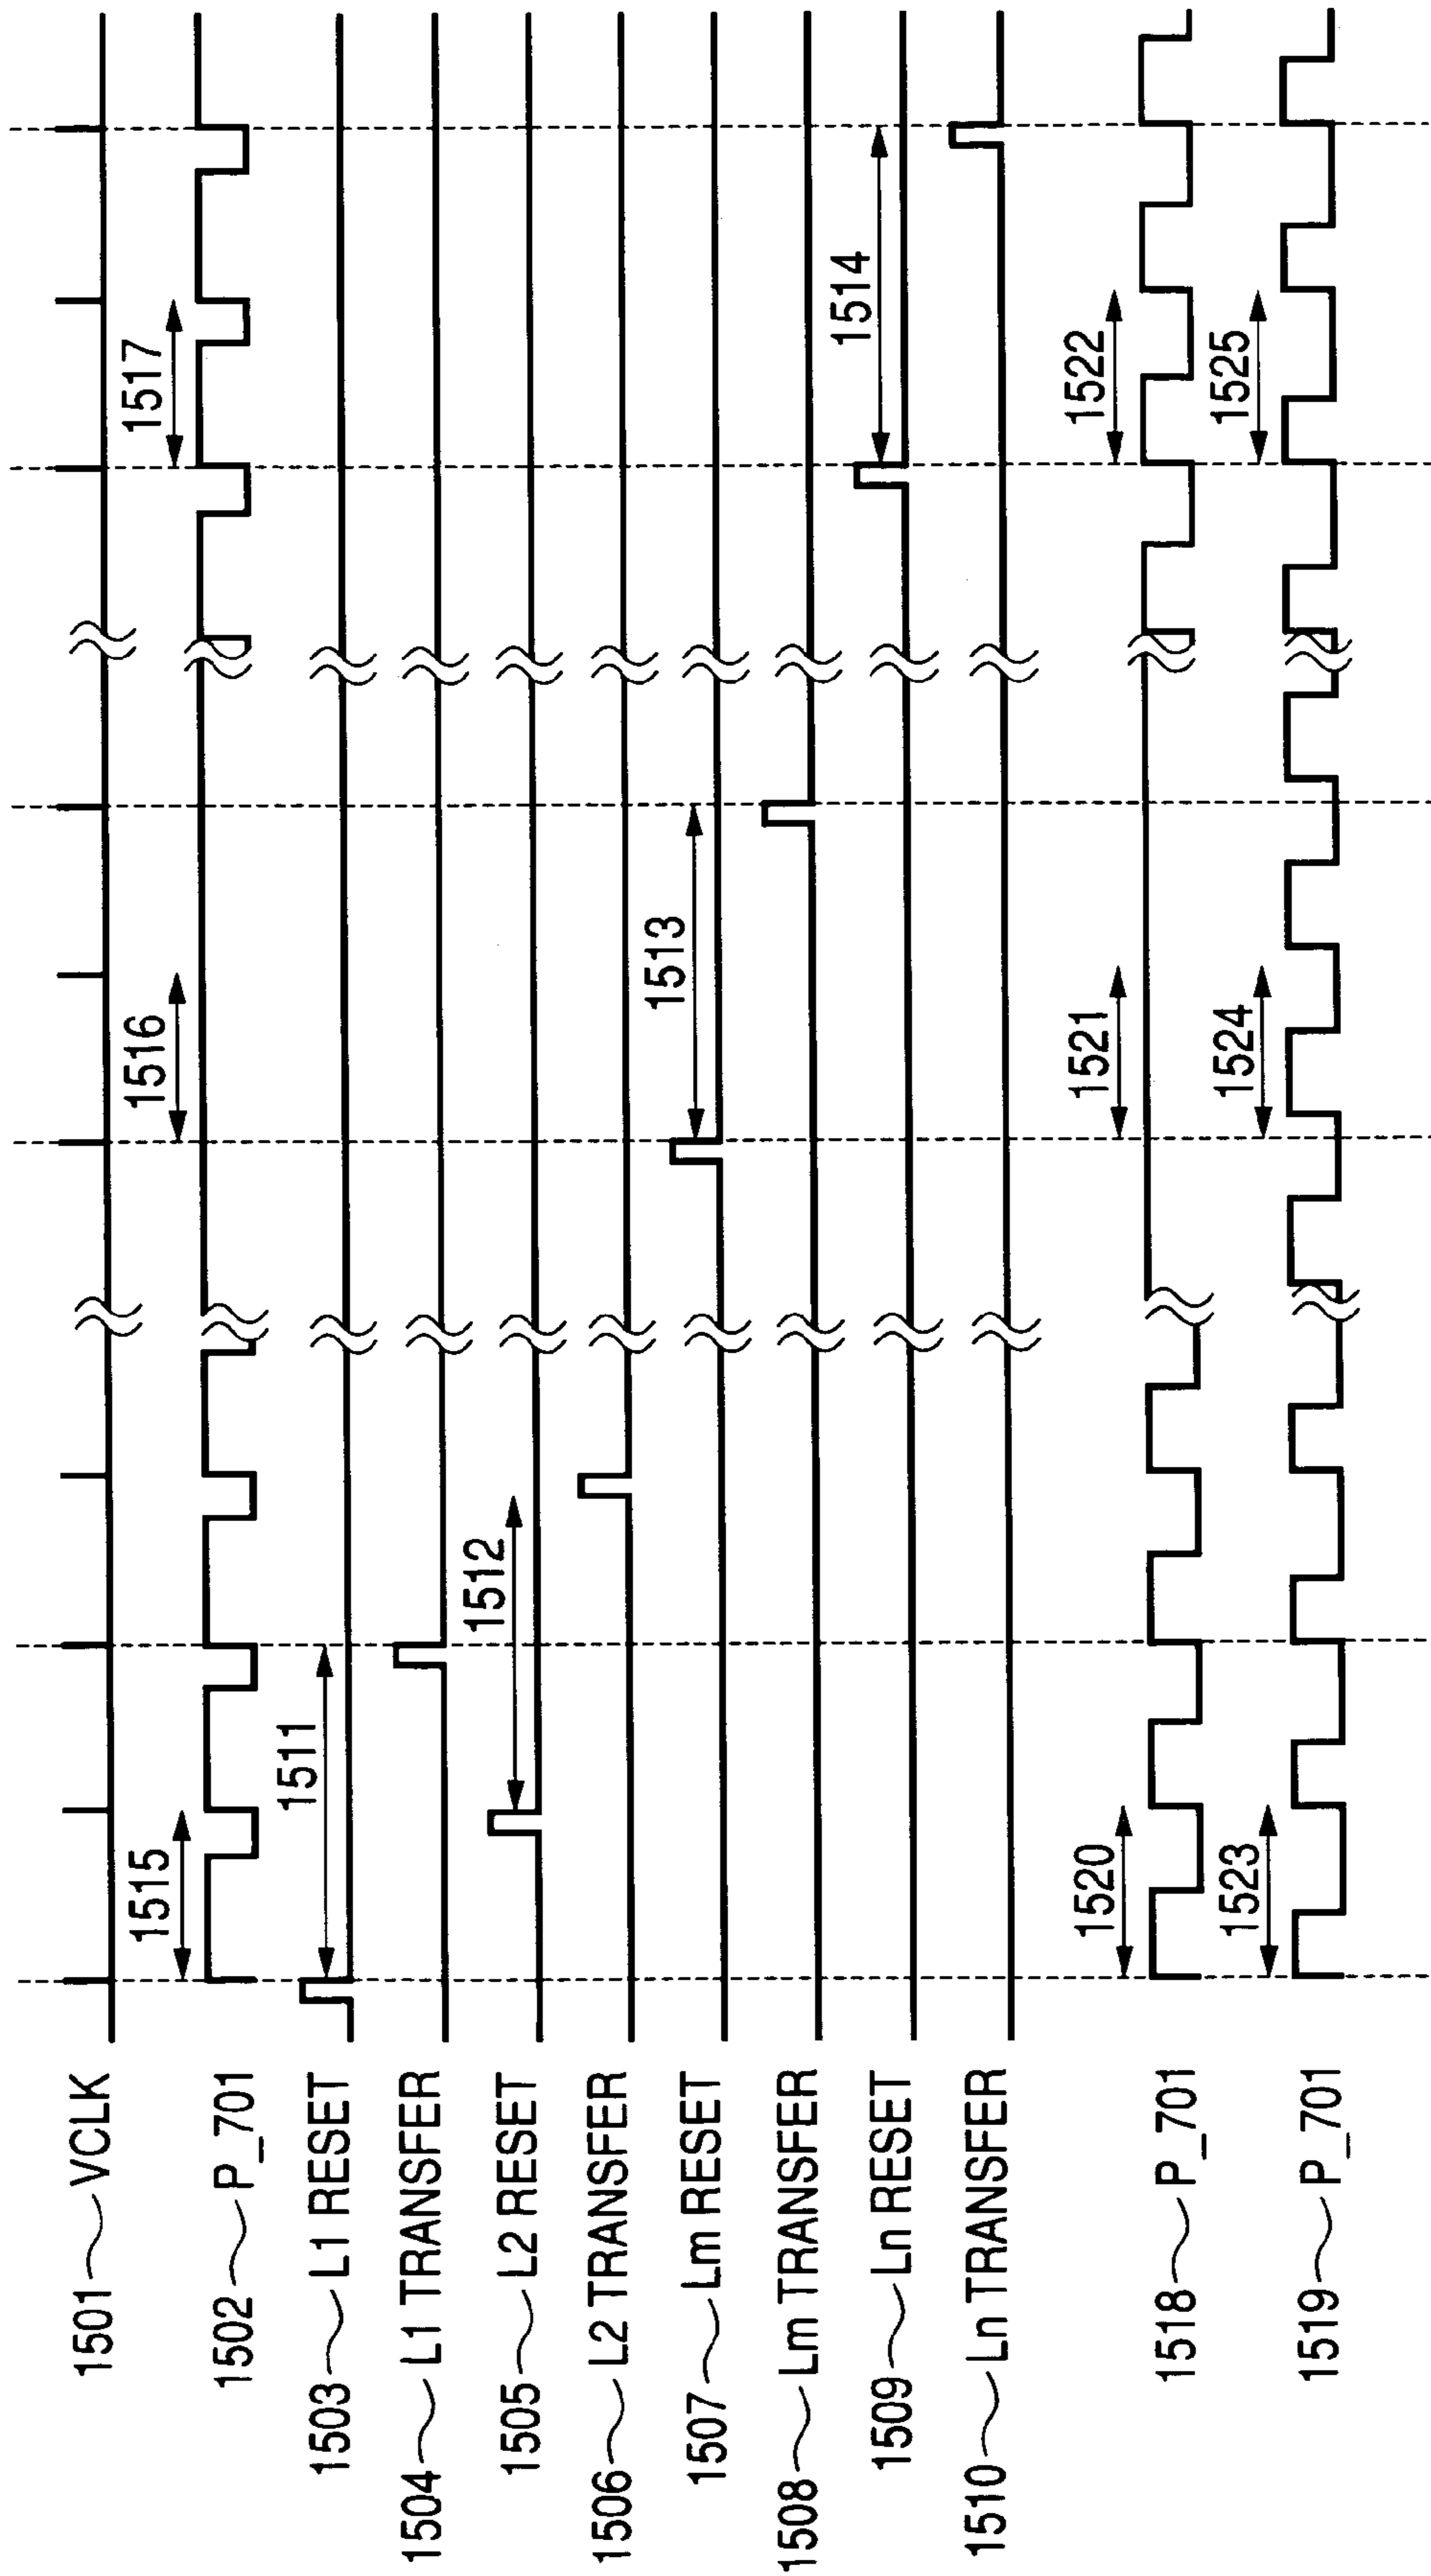 1501 VCLK
1502 P_701
1503 L1 RESET
1504 L1 TRANSFER
1505 L2 RESET
1506 L2 TRANSFER
1507 Lm RESET
1508 Lm TRANSFER
1509 Ln RESET
1510 Ln TRANSFER
1518 P_701
1519 P_701
1515
1516
1517
1511
1512
1513
1514
1520
1521
1522
1523
1524
1525